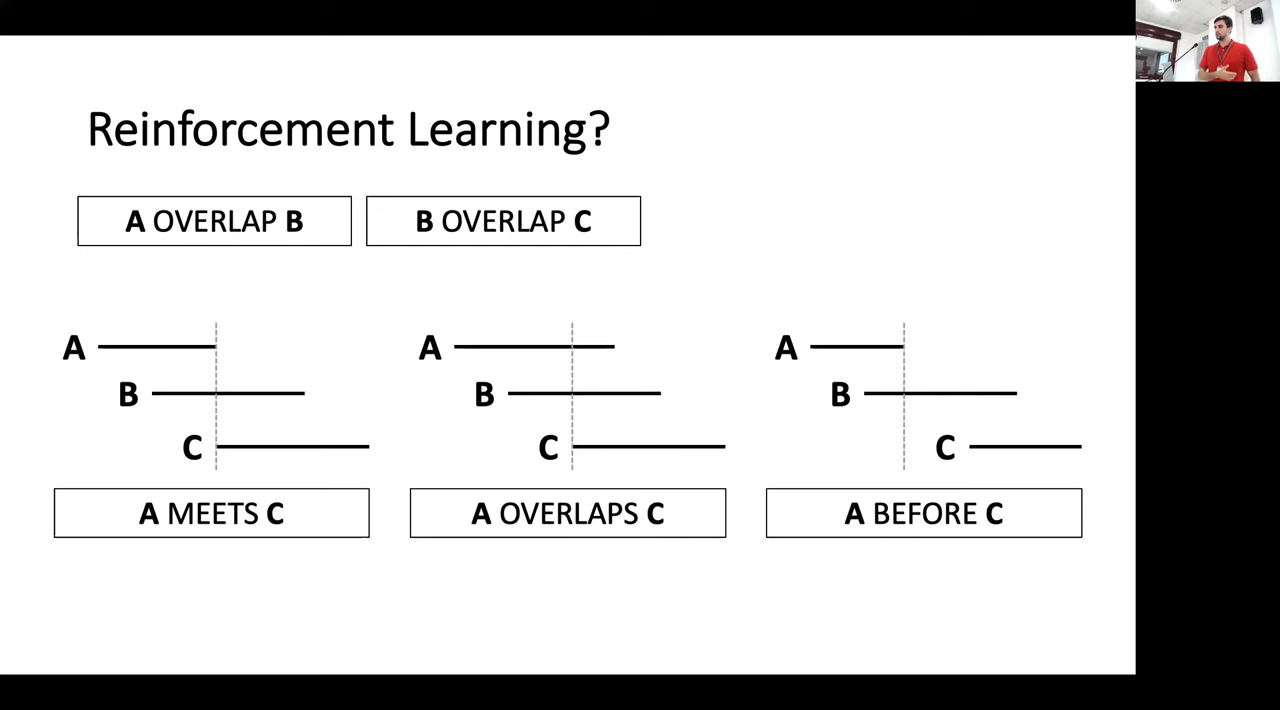 Reinforcement Learning?
A OVERLAP B
B OVERLAP C
A
B
C
A MEETS C
A
B
C
A OVERLAPS C
A
B
C
A BEFORE C